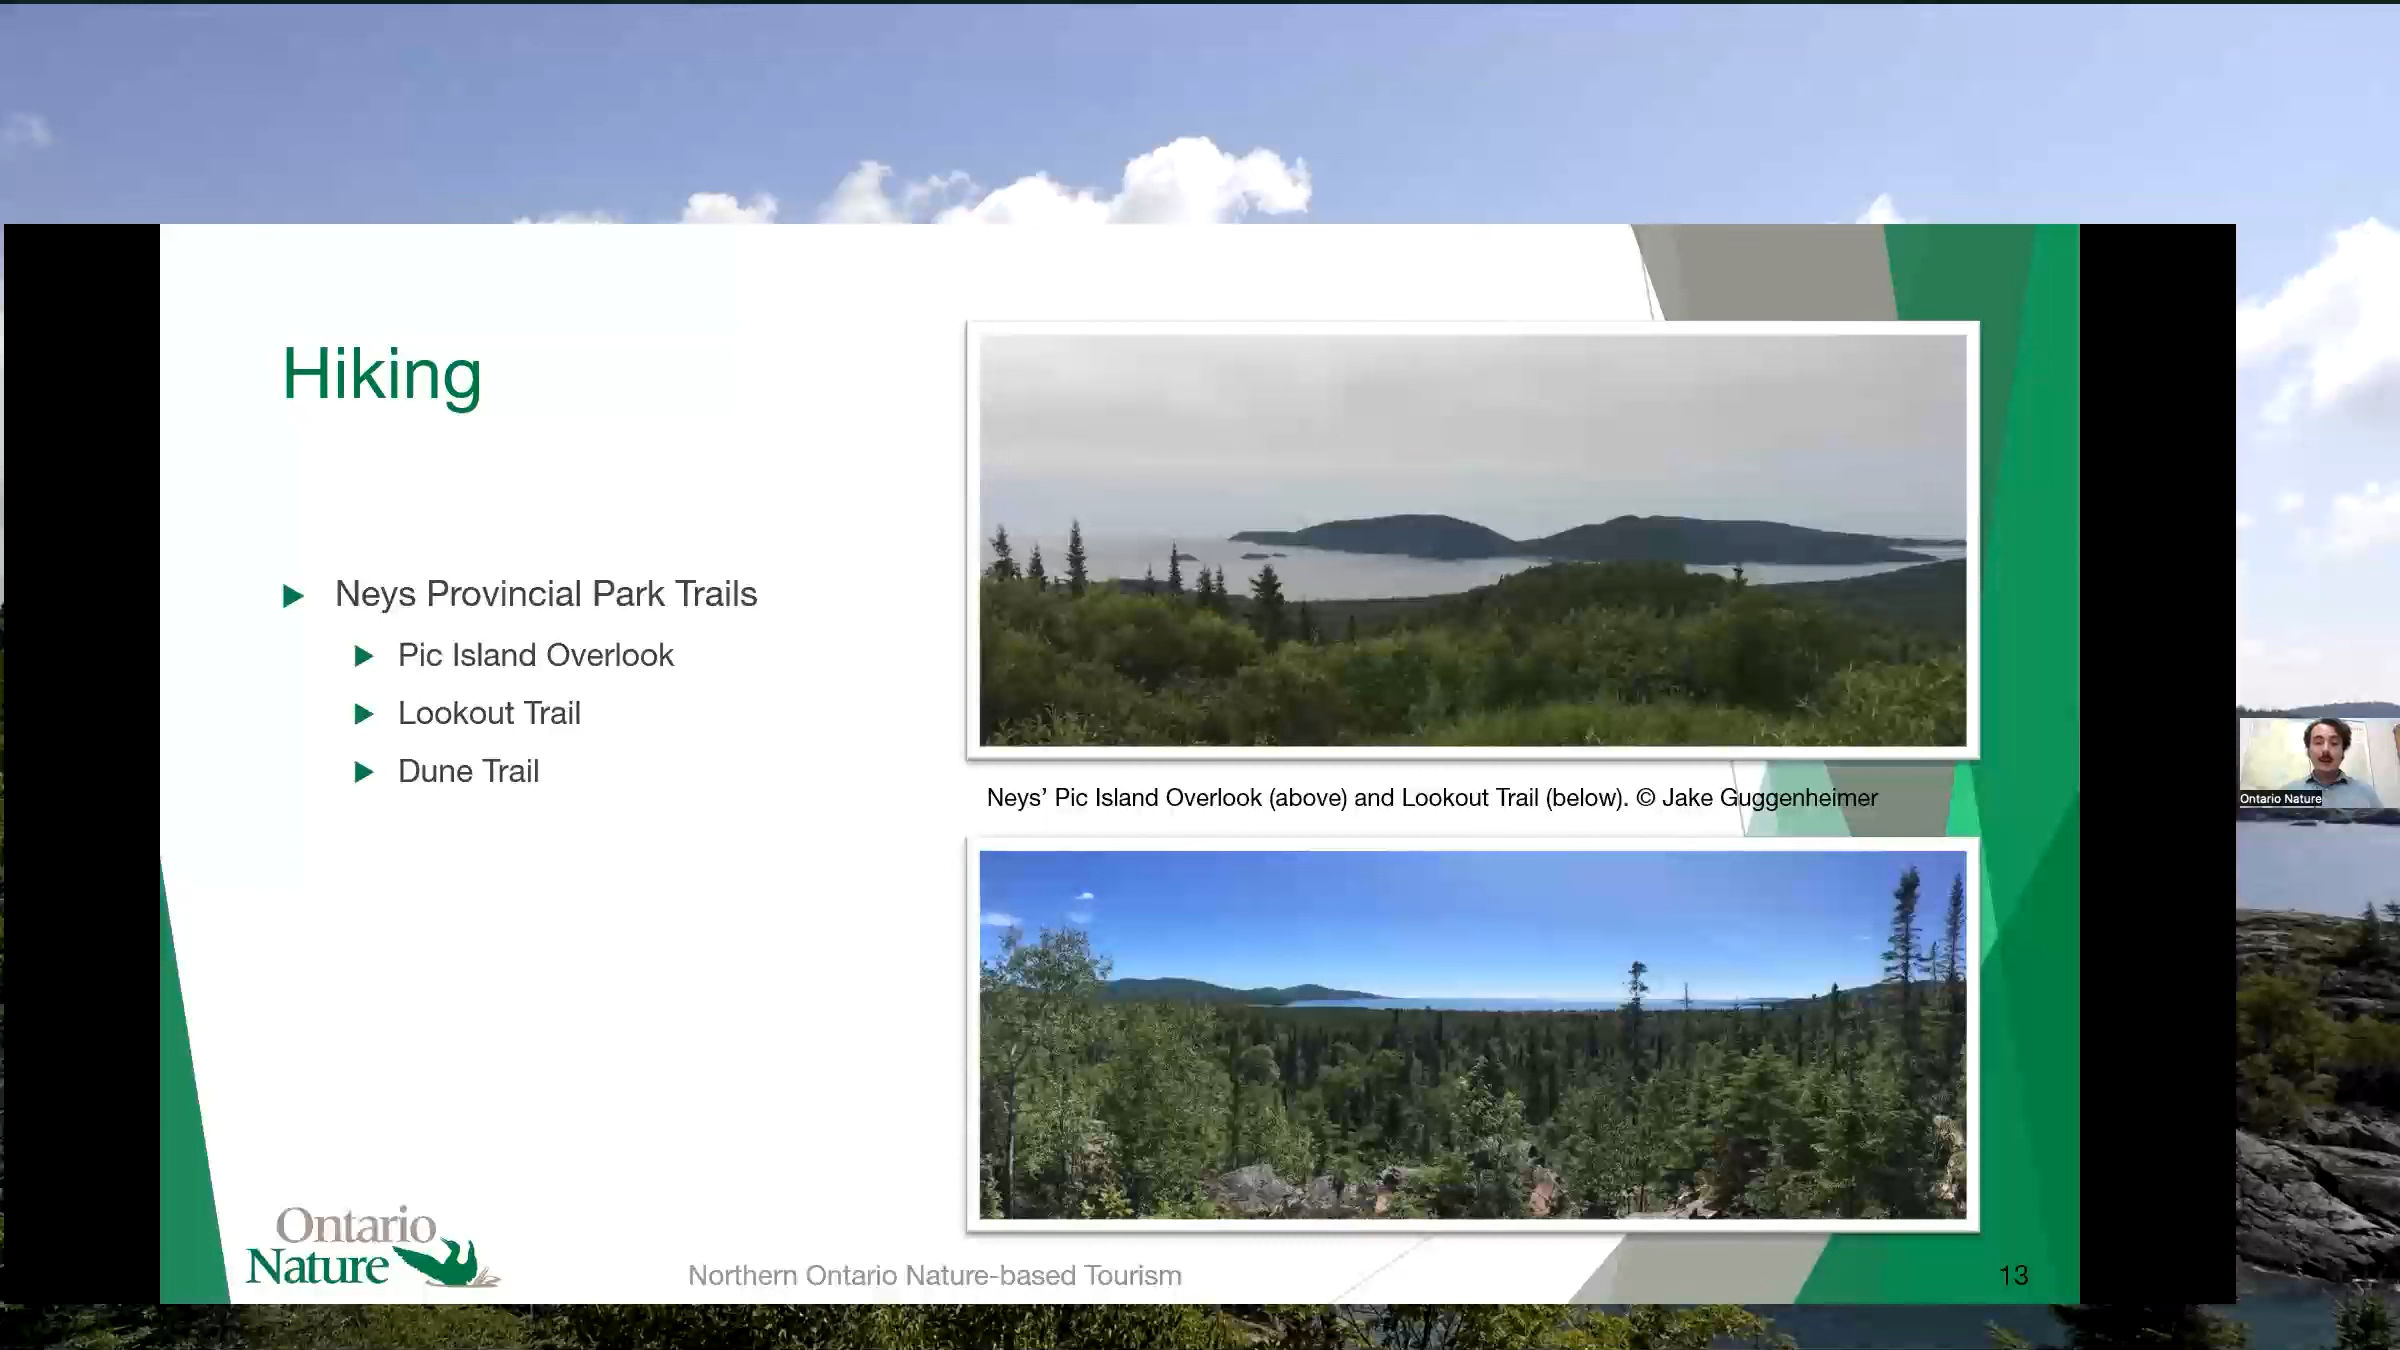 Hiking
Neys Provincial Park Trails
Pic Island Overlook
Lookout Trail
Dune Trail
Neys’ Pic Island Overlook (above) and Lookout Trail (below). © Jake Guggenheimer
Ontario Nature
Ontario
Nature
Northern Ontario Nature-based Tourism
13